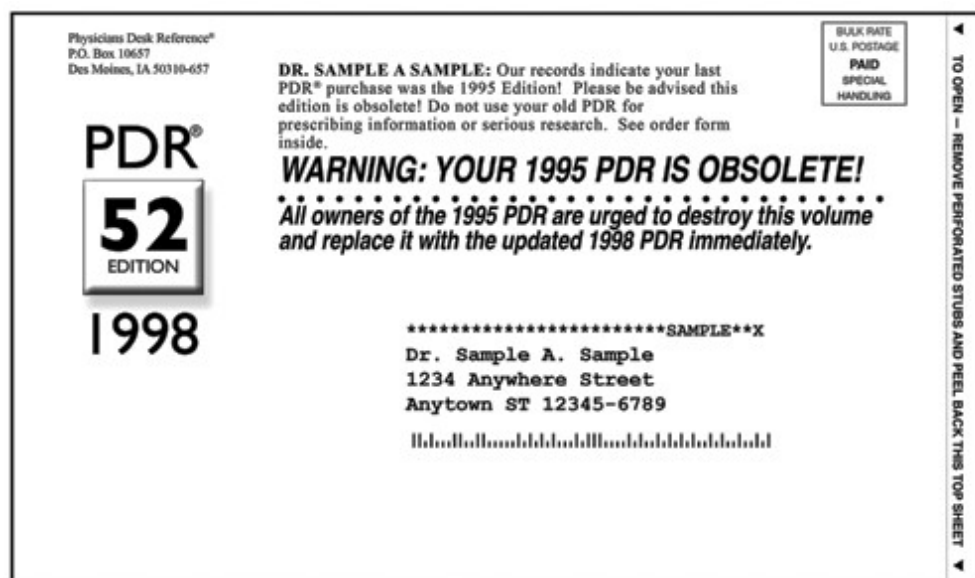 Physicians Desk Reference®
P.O. Box 10657
Des Moines, IA 50310-657
BULK RATE
U.S. POSTAGE
PAID
SPECIAL
HANDLING
DR. SAMPLE A SAMPLE: Our records indicate your last
PDR® purchase was the 1995 Edition! Please be advised this
edition is obsolete! Do not use your old PDR for
prescribing information or serious research. See order form
inside.
WARNING: YOUR 1995 PDR IS OBSOLETE!
All owners of the 1995 PDR are urged to destroy this volume
and replace it with the updated 1998 PDR immediately.
PDR®
52
EDITION
1998
************************SAMPLE**X
Dr. Sample A. Sample
1234 Anywhere Street
Anytown ST 12345-6789
◄ TO OPEN — REMOVE PERFORATED STUBS AND PEEL BACK THIS TOP SHEET ◄